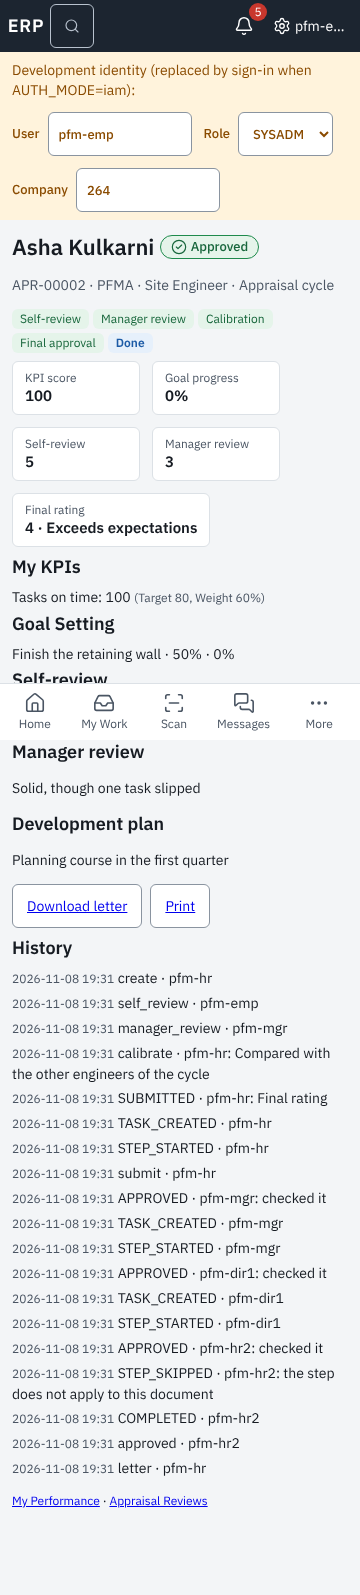 ERP
5
pfm-e...
Development identity (replaced by sign-in when
AUTH_MODE=iam):
User pfm-emp Role SYSADM
Company 264
Asha Kulkarni Approved
APR-00002 · PFMA · Site Engineer · Appraisal cycle
Self-review Manager review Calibration
Final approval Done
KPI score Goal progress
100 0%
Self-review Manager review
5 3
Final rating
4 · Exceeds expectations
My KPIs
Tasks on time: 100 (Target 80, Weight 60%)
Goal Setting
Finish the retaining wall · 50% · 0%
Self-review
Home My Work Scan Messages More
Manager review
Solid, though one task slipped
Development plan
Planning course in the first quarter
Download letter Print
History
2026-11-08 19:31 create · pfm-hr
2026-11-08 19:31 self_review · pfm-emp
2026-11-08 19:31 manager_review · pfm-mgr
2026-11-08 19:31 calibrate · pfm-hr: Compared with
the other engineers of the cycle
2026-11-08 19:31 SUBMITTED · pfm-hr: Final rating
2026-11-08 19:31 TASK_CREATED · pfm-hr
2026-11-08 19:31 STEP_STARTED · pfm-hr
2026-11-08 19:31 submit · pfm-hr
2026-11-08 19:31 APPROVED · pfm-mgr: checked it
2026-11-08 19:31 TASK_CREATED · pfm-mgr
2026-11-08 19:31 STEP_STARTED · pfm-mgr
2026-11-08 19:31 APPROVED · pfm-dir1: checked it
2026-11-08 19:31 TASK_CREATED · pfm-dir1
2026-11-08 19:31 STEP_STARTED · pfm-dir1
2026-11-08 19:31 APPROVED · pfm-hr2: checked it
2026-11-08 19:31 STEP_SKIPPED · pfm-hr2: the step
does not apply to this document
2026-11-08 19:31 COMPLETED · pfm-hr2
2026-11-08 19:31 approved · pfm-hr2
2026-11-08 19:31 letter · pfm-hr
My Performance · Appraisal Reviews